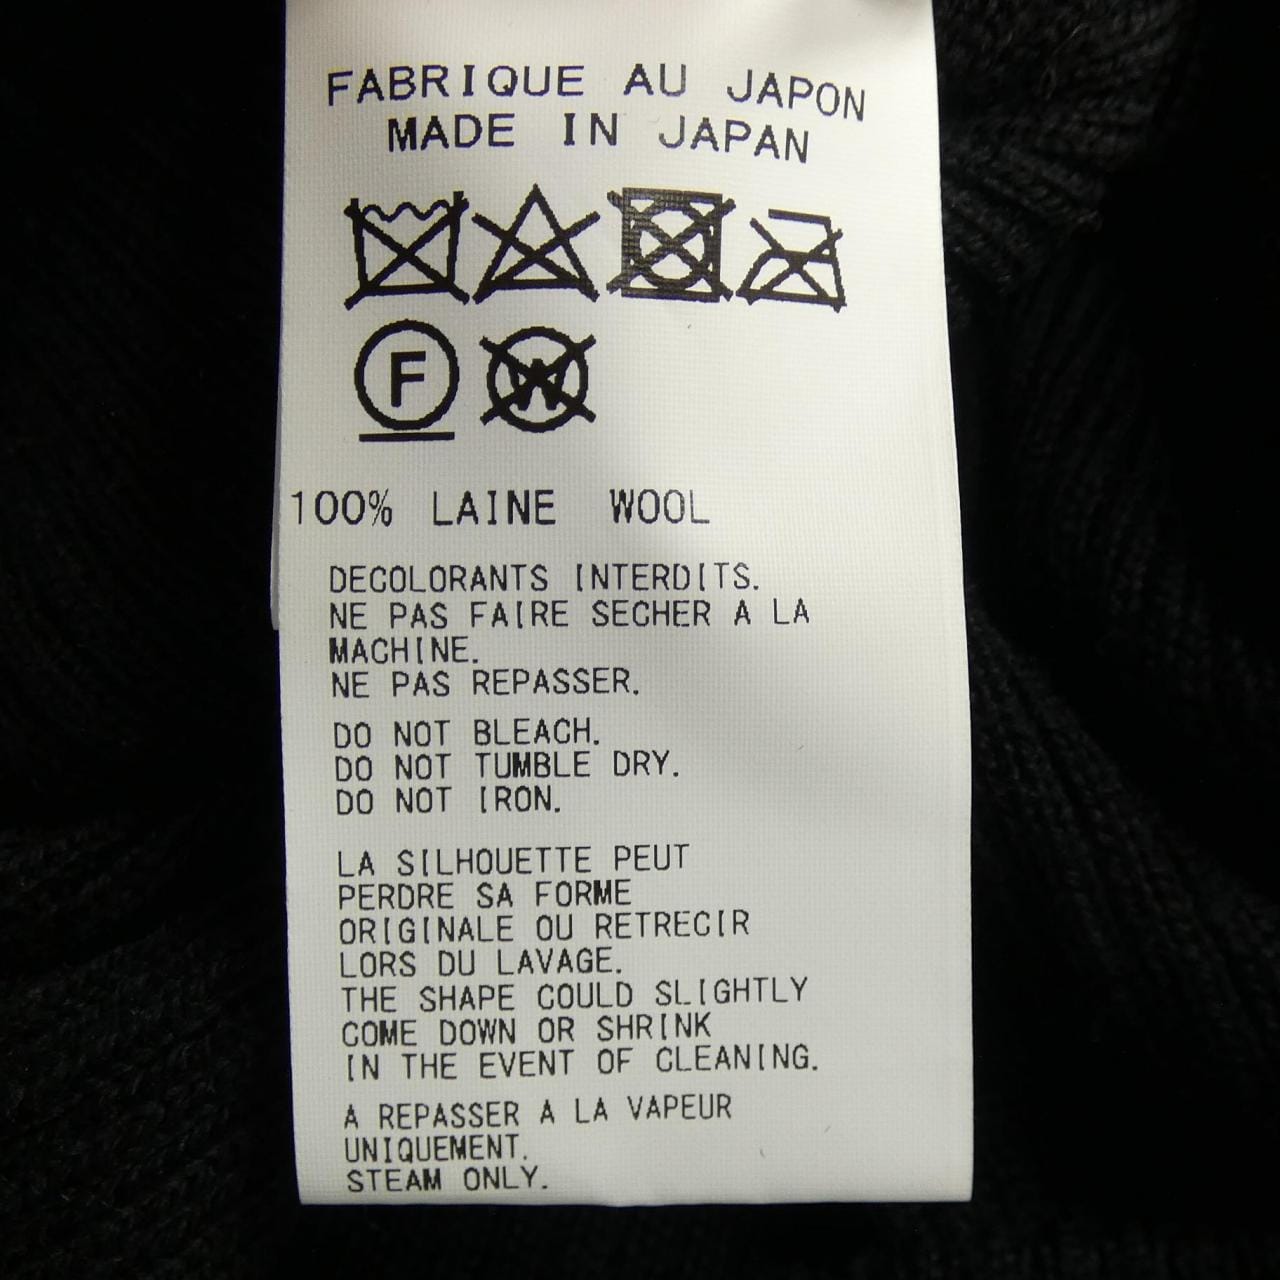 FABRIQUE AU JAPON
MADE IN JAPAN
F W
100% LAINE WOOL
DECOLORANTS INTERDITS.
NE PAS FAIRE SECHER A LA
MACHINE.
NE PAS REPASSER.
DO NOT BLEACH.
DO NOT TUMBLE DRY.
DO NOT IRON.
LA SILHOUETTE PEUT
PERDRE SA FORME
ORIGINALE OU RETRECIR
LORS DU LAVAGE.
THE SHAPE COULD SLIGHTLY
COME DOWN OR SHRINK
IN THE EVENT OF CLEANING.
A REPASSER A LA VAPEUR
UNIQUEMENT.
STEAM ONLY.